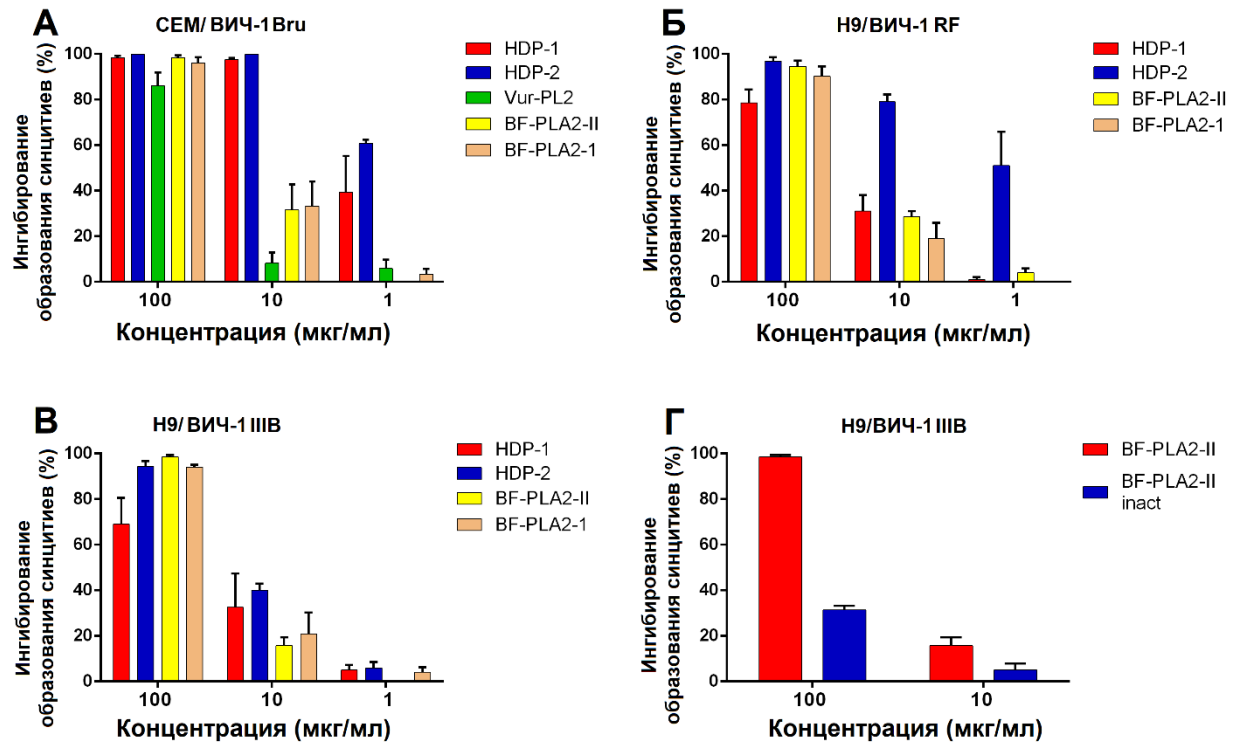 А
CEM/ ВИЧ-1 Bru
Ингибирование
образования синцитиев (%)
100
80
60
40
20
0
100
10
1
Концентрация (мкг/мл)
HDP-1
HDP-2
Vur-PL2
BF-PLA2-II
BF-PLA2-1
Б
H9/ ВИЧ-1 RF
Ингибирование
образования синцитиев (%)
100
80
60
40
20
0
100
10
1
Концентрация (мкг/мл)
HDP-1
HDP-2
BF-PLA2-II
BF-PLA2-1
В
H9/ ВИЧ-1 IIIB
Ингибирование
образования синцитиев (%)
100
80
60
40
20
0
100
10
1
Концентрация (мкг/мл)
HDP-1
HDP-2
BF-PLA2-II
BF-PLA2-1
Г
H9/ВИЧ-1 IIIB
Ингибирование
образования синцитиев (%)
100
80
60
40
20
0
100
10
Концентрация (мкг/мл)
BF-PLA2-II
BF-PLA2-II
inact